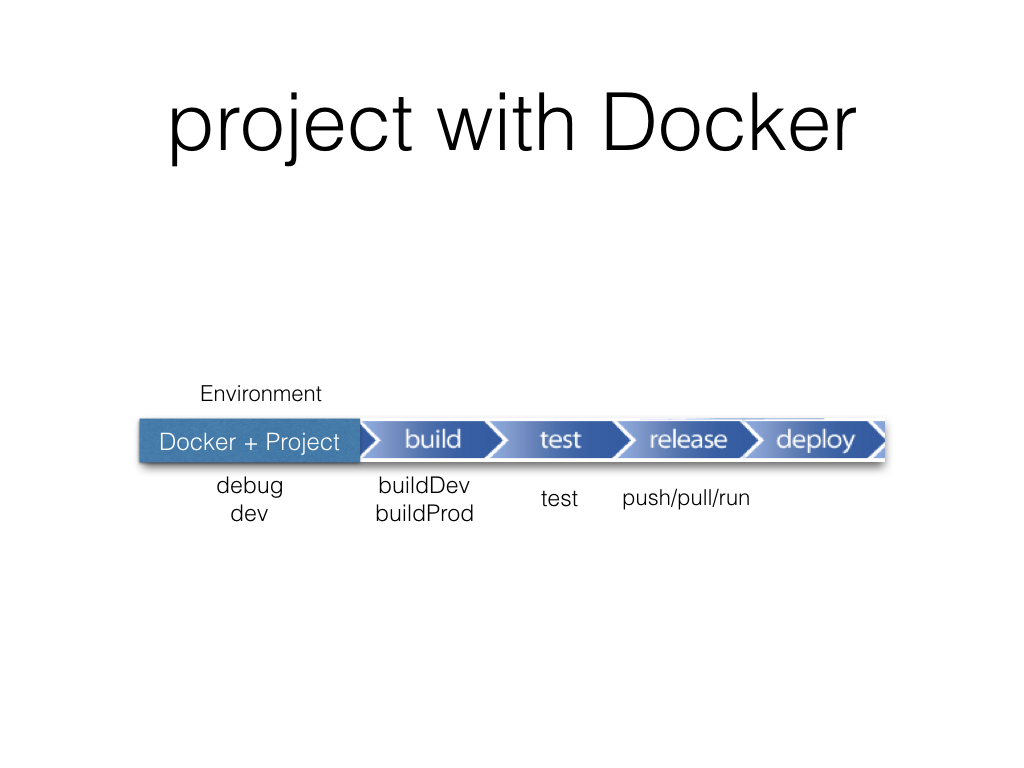 project with Docker
Environment
Docker + Project
build
test
release
deploy
debug
dev
buildDev
buildProd
test
push/pull/run